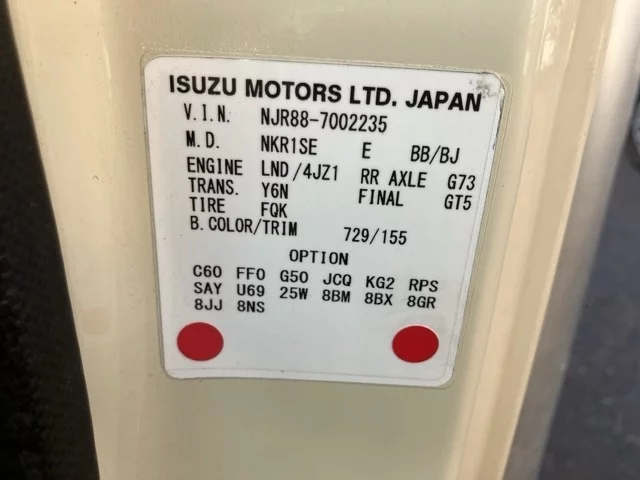 ISUZU MOTORS LTD. JAPAN
V.I.N. NJR88-7002235
M.D. NKR1SE E BB/BJ
ENGINE LND/4JZ1 RR AXLE G73
TRANS. Y6N FINAL GT5
TIRE FQK
B.COLOR/TRIM 729/155
OPTION
C60 FF0 G50 JCQ KG2 RPS
SAY U69 25W 8BM 8BX 8GR
8JJ 8NS